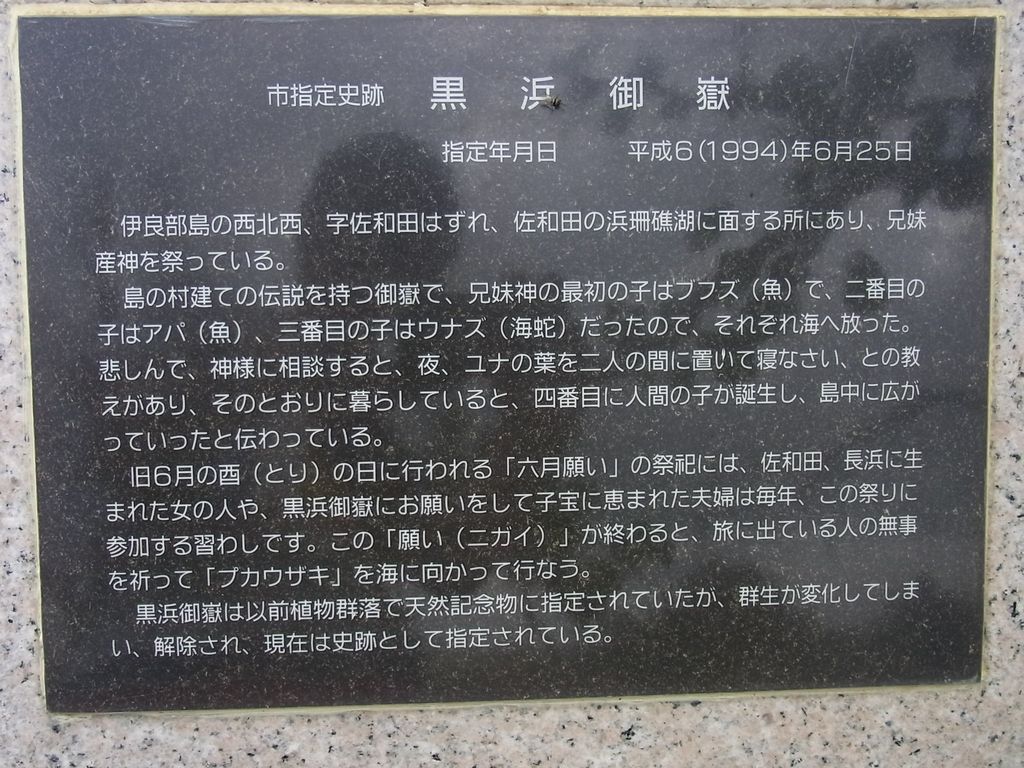 市指定史跡 黒浜御嶽
指定年月日 平成6(1994)年6月25日
伊良部島の西北西、字佐和田はずれ、佐和田の浜珊礁湖に面する所にあり、兄妹
産神を祭っている。
島の村建ての伝説を持つ御嶽で、兄妹神の最初の子はブフズ（魚）で、二番目の
子はアパ（魚）、三番目の子はウナズ（海蛇）だったので、それぞれ海へ放った。
悲しんで、神様に相談すると、夜、ユナの葉を二人の間に置いて寝なさい、との教
えがあり、そのとおりに暮らしていると、四番目に人間の子が誕生し、島中に広が
っていったと伝わっている。
旧6月の酉（とり）の日に行われる「六月願い」の祭祀には、佐和田、長浜に生
まれた女の人や、黒浜御嶽にお願いをして子宝に恵まれた夫婦は毎年、この祭りに
参加する習わしです。この「願い（ニガイ）」が終わると、旅に出ている人の無事
を祈って「プカウザキ」を海に向かって行なう。
黒浜御嶽は以前植物群落で天然記念物に指定されていたが、群生が変化してしま
い、解除され、現在は史跡として指定されている。